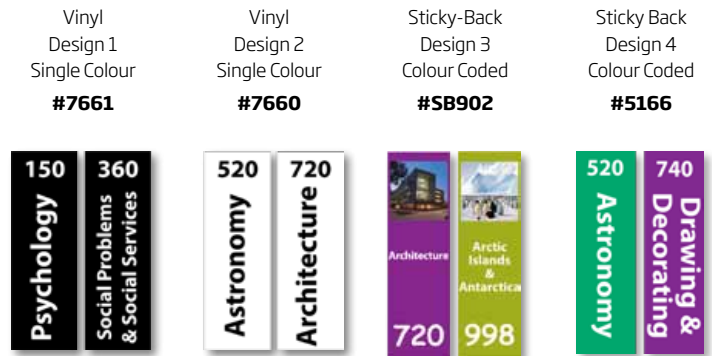 Vinyl
Design 1
Single Colour
#7661
Vinyl
Design 2
Single Colour
#7660
Sticky-Back
Design 3
Colour Coded
#SB902
Sticky Back
Design 4
Colour Coded
#5166
150
Psychology
360
Social Problems
& Social Services
520
Astronomy
720
Architecture
Architecture
720
Arctic
Islands
&
Antarctica
998
520
Astronomy
740
Drawing &
Decorating